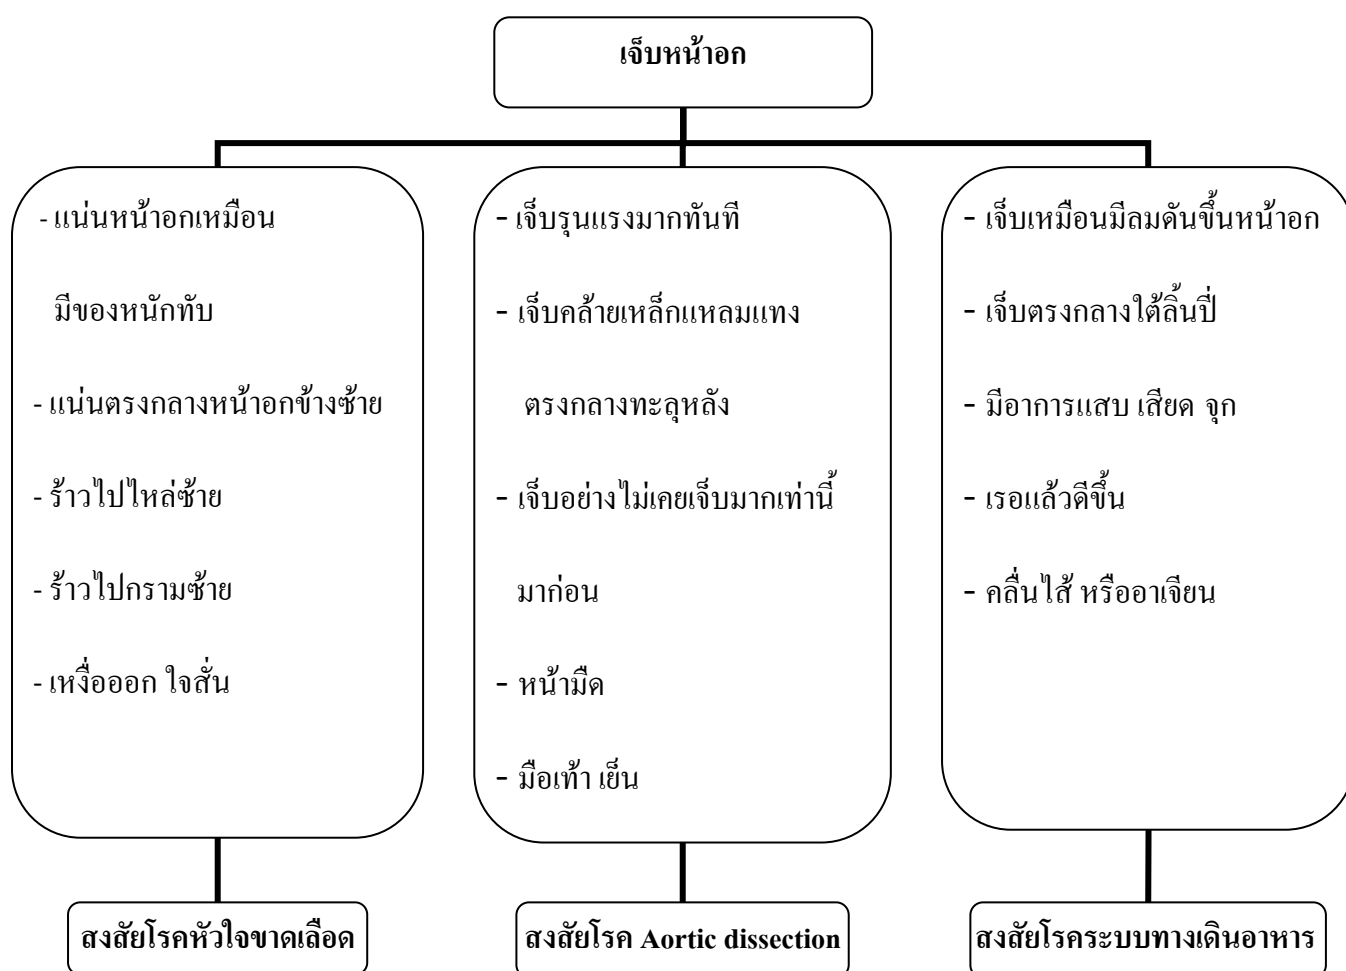 เจ็บหน้าอก
- แน่นหน้าอกเหมือน
มีของหนักทับ
- แน่นตรงกลางหน้าอกข้างซ้าย
- ร้าวไปไหล่ซ้าย
- ร้าวไปกรามซ้าย
- เหงื่อออก ใจสั่น
สงสัยโรคหัวใจขาดเลือด
- เจ็บรุนแรงมากทันที
- เจ็บคล้ายเหล็กแหลมแทง
ตรงกลางทะลุหลัง
- เจ็บอย่างไม่เคยเจ็บมากเท่านี้
มาก่อน
- หน้ามืด
- มือเท้า เย็น
สงสัยโรค Aortic dissection
- เจ็บเหมือนมีลมดันขึ้นหน้าอก
- เจ็บตรงกลางใต้ลิ้นปี่
- มีอาการแสบ เสียด จุก
- เรอแล้วดีขึ้น
- คลื่นไส้ หรืออาเจียน
สงสัยโรคระบบทางเดินอาหาร